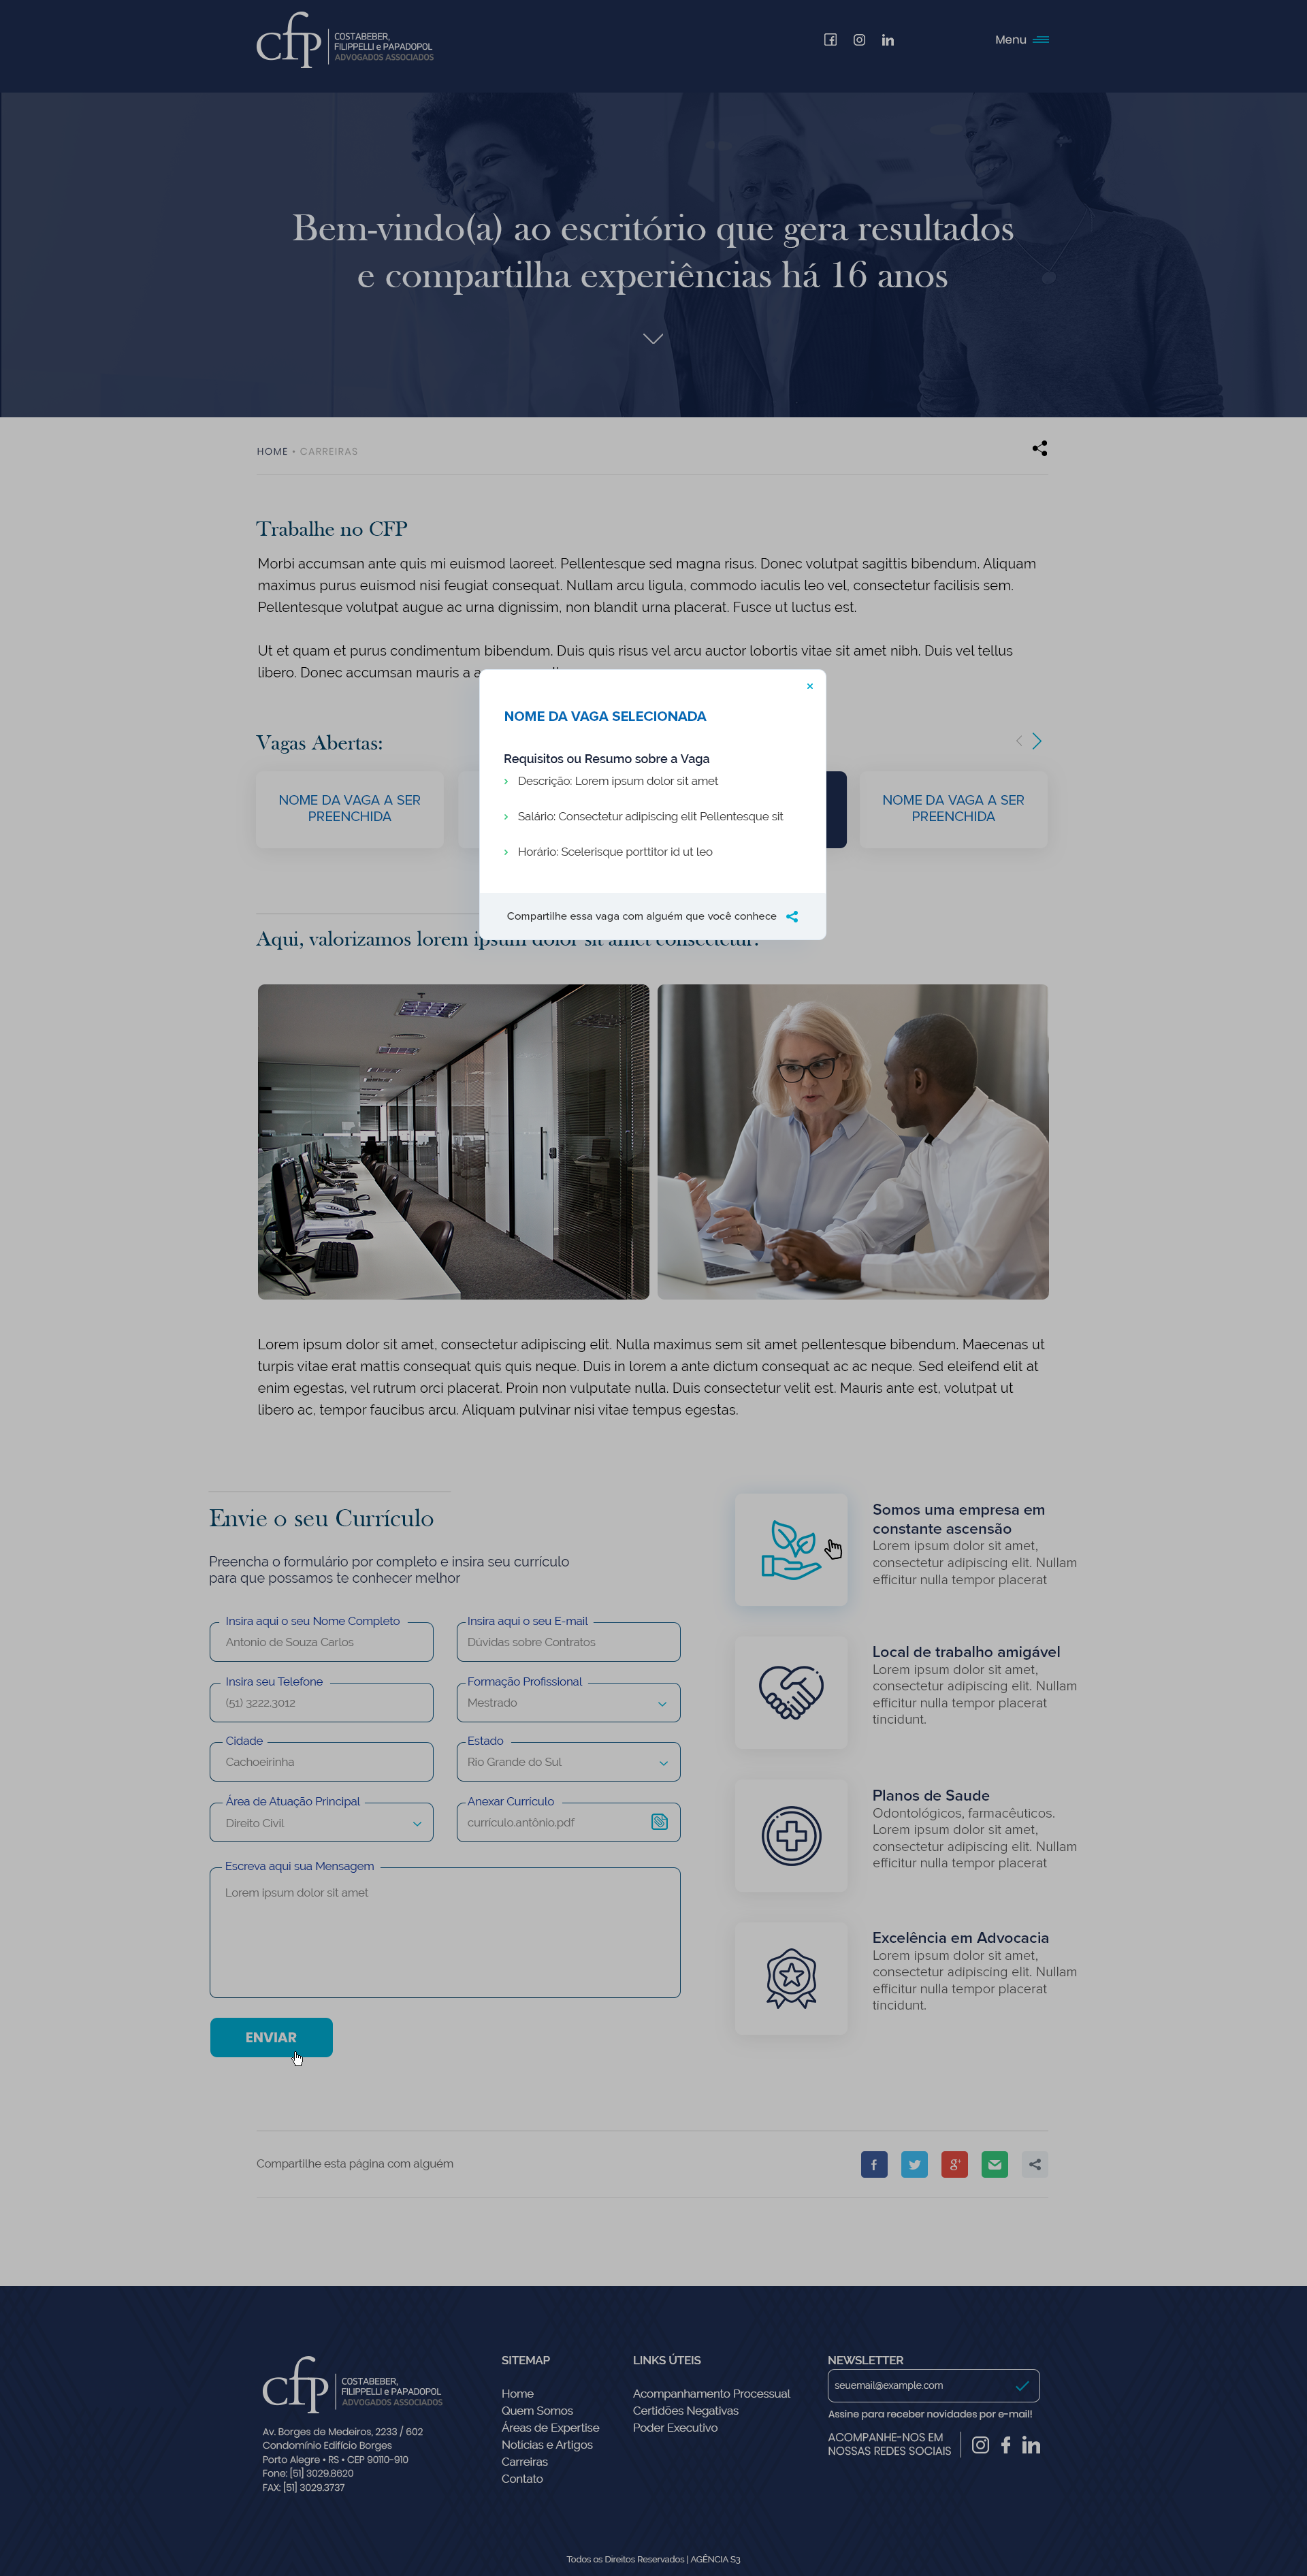 cfp
COSTABEBER,
FILIPPELLI e PAPADOPOL
ADVOGADOS ASSOCIADOS
Menu
Bem-vindo(a) ao escritório que gera resultados
e compartilha experiências há 16 anos
HOME • CARREIRAS
Trabalhe no CFP
Morbi accumsan ante quis mi euismod laoreet. Pellentesque sed magna risus. Donec volutpat sagittis bibendum. Aliquam
maximus purus euismod nisi feugiat consequat. Nullam arcu ligula, commodo iaculis leo vel, consectetur facilisis sem.
Pellentesque volutpat augue ac urna dignissim, non blandit urna placerat. Fusce ut luctus est.
Ut et quam et purus condimentum bibendum. Duis quis risus vel arcu auctor lobortis vitae sit amet nibh. Duis vel tellus
libero. Donec accumsan mauris a
×
NOME DA VAGA SELECIONADA
Requisitos ou Resumo sobre a Vaga
Descrição: Lorem ipsum dolor sit amet
Salário: Consectetur adipiscing elit Pellentesque sit
Horário: Scelerisque porttitor id ut leo
Compartilhe essa vaga com alguém que você conhece
Vagas Abertas:
NOME DA VAGA A SER
PREENCHIDA
NOME DA VAGA A SER
PREENCHIDA
Aqui, valorizamos lorem ipsum dolor sit amet consectetur!
Lorem ipsum dolor sit amet, consectetur adipiscing elit. Nulla maximus sem sit amet pellentesque bibendum. Maecenas ut
turpis vitae erat mattis consequat quis quis neque. Duis in lorem a ante dictum consequat ac ac neque. Sed eleifend elit at
enim egestas, vel rutrum orci placerat. Proin non vulputate nulla. Duis consectetur velit est. Mauris ante est, volutpat ut
libero ac, tempor faucibus arcu. Aliquam pulvinar nisi vitae tempus egestas.
Envie o seu Currículo
Preencha o formulário por completo e insira seu currículo
para que possamos te conhecer melhor
Insira aqui o seu Nome Completo
Antonio de Souza Carlos
Insira aqui o seu E-mail
Dúvidas sobre Contratos
Insira seu Telefone
(51) 3222.3012
Formação Profissional
Mestrado
Cidade
Cachoeirinha
Estado
Rio Grande do Sul
Área de Atuação Principal
Direito Civil
Anexar Currículo
currículo.antônio.pdf
Escreva aqui sua Mensagem
Lorem ipsum dolor sit amet
ENVIAR
Somos uma empresa em
constante ascensão
Lorem ipsum dolor sit amet,
consectetur adipiscing elit. Nullam
efficitur nulla tempor placerat
Local de trabalho amigável
Lorem ipsum dolor sit amet,
consectetur adipiscing elit. Nullam
efficitur nulla tempor placerat
tincidunt.
Planos de Saude
Odontológicos, farmacêuticos.
Lorem ipsum dolor sit amet,
consectetur adipiscing elit. Nullam
efficitur nulla tempor placerat
Excelência em Advocacia
Lorem ipsum dolor sit amet,
consectetur adipiscing elit. Nullam
efficitur nulla tempor placerat
tincidunt.
Compartilhe esta página com alguém
cfp
COSTABEBER,
FILIPPELLI e PAPADOPOL
ADVOGADOS ASSOCIADOS
Av. Borges de Medeiros, 2233 / 602
Condomínio Edifício Borges
Porto Alegre • RS • CEP 90110-910
Fone: [51] 3029.8620
FAX: [51] 3029.3737
SITEMAP
Home
Quem Somos
Áreas de Expertise
Notícias e Artigos
Carreiras
Contato
LINKS ÚTEIS
Acompanhamento Processual
Certidões Negativas
Poder Executivo
NEWSLETTER
seuemail@example.com
Assine para receber novidades por e-mail!
ACOMPANHE-NOS EM
NOSSAS REDES SOCIAIS
Todos os Direitos Reservados | AGÊNCIA S3